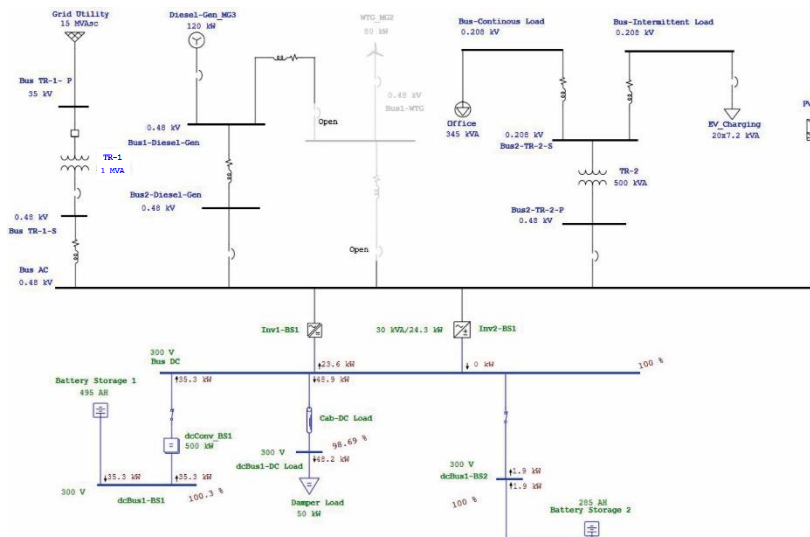 Grid Utility
15 MVAsc
Diesel-Gen_MG3
120 kW
WTG_MG2
80 kW
Bus-Continous Load
0.208 kV
Bus-Intermittent Load
0.208 kV
Bus TR-1- P
35 kV
0.48 kV
Bus1-WTG
Open
0.48 kV
Bus1-Diesel-Gen
Office
345 kVA
0.208 kV
Bus2-TR-2-S
EV_Charging
20x7.2 kVA
TR-1
1 MVA
TR-2
500 kVA
Bus2-Diesel-Gen
0.48 kV
0.48 kV
Bus TR-1-S
Bus2-TR-2-P
0.48 kV
Open
Bus AC
0.48 kV
Inv1-BS1
30 kVA/24.3 kW
Inv2-BS1
300 V
Bus DC
23.6 kW
0 kW
100 %
35.3 kW
48.9 kW
Battery Storage 1
495 AH
dcConv_BS1
500 kW
Cab-DC Load
98.69 %
300 V
dcBus1-DC Load
48.2 kW
300 V
dcBus1-BS2
1.9 kW
1.9 kW
100 %
35.3 kW
35.3 kW
300 V
dcBus1-BS1
100.3 %
Damper Load
50 kW
285 AH
Battery Storage 2